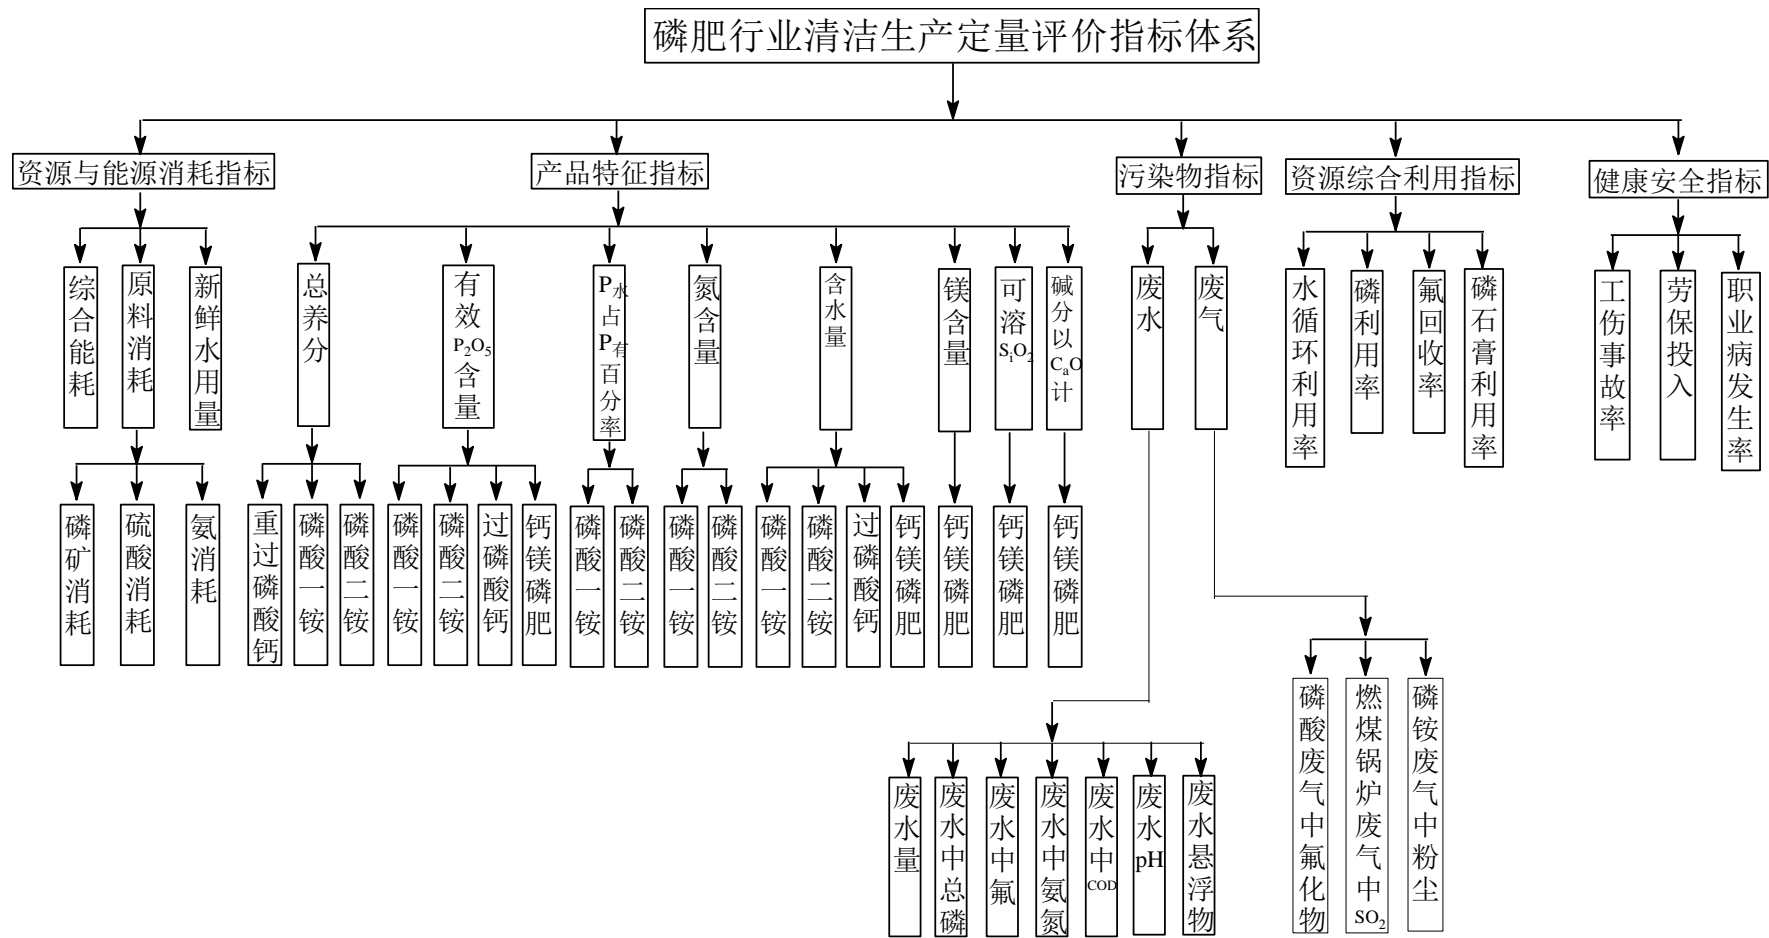 磷肥行业清洁生产定量评价指标体系
资源与能源消耗指标
产品特征指标
污染物指标
资源综合利用指标
健康安全指标
综合能耗
原料消耗
新鲜水用量
总养分
有效P₂O₅含量
P水占P有百分率
氮含量
含水量
镁含量
可溶SiO₂
碱分以CaO计
废水
废气
水循环利用率
磷利用率
氟回收率
磷石膏利用率
工伤事故率
劳保投入
职业病发生率
磷矿消耗
硫酸消耗
氨消耗
重过磷酸钙
磷酸一铵
磷酸二铵
磷酸一铵
磷酸二铵
过磷酸钙
钙镁磷肥
磷酸一铵
磷酸二铵
磷酸一铵
磷酸二铵
磷酸一铵
磷酸二铵
过磷酸钙
钙镁磷肥
钙镁磷肥
钙镁磷肥
钙镁磷肥
废水量
废水中总磷
废水中氟
废水中氨氮
废水中COD
废水pH
废水悬浮物
磷酸废气中氟化物
燃煤锅炉废气中SO₂
磷铵废气中粉尘